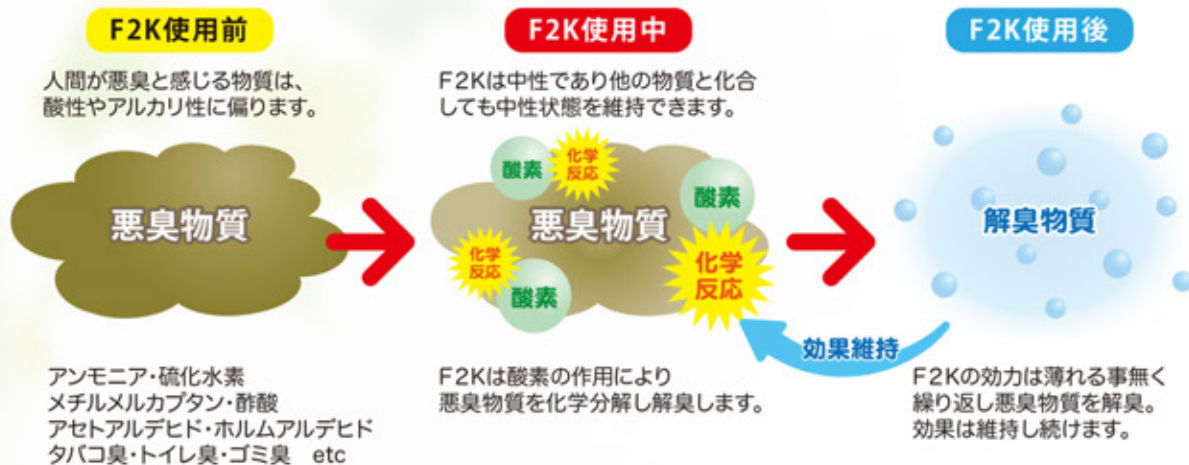 F2K使用前
人間が悪臭と感じる物質は、
酸性やアルカリ性に偏ります。
悪臭物質
アンモニア・硫化水素
メチルメルカプタン・酢酸
アセトアルデヒド・ホルムアルデヒド
タバコ臭・トイレ臭・ゴミ臭　etc
F2K使用中
F2Kは中性であり他の物質と化合
しても中性状態を維持できます。
酸素
化学
反応
酸素
悪臭物質
化学
反応
酸素
化学
反応
F2Kは酸素の作用により
悪臭物質を化学分解し解臭します。
F2K使用後
解臭物質
効果維持
F2Kの効力は薄れる事無く
繰り返し悪臭物質を解臭。
効果は維持し続けます。